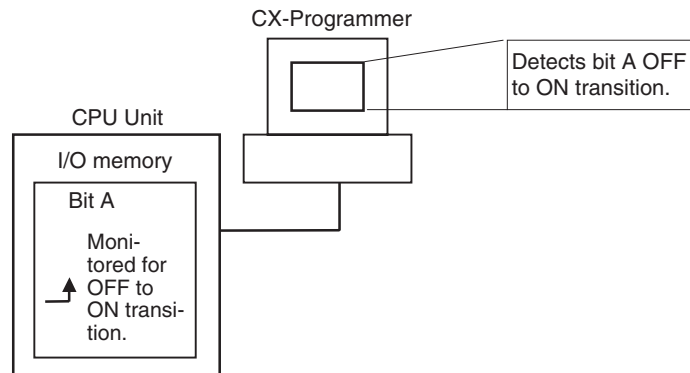 CX-Programmer
Detects bit A OFF
to ON transition.
CPU Unit
I/O memory
Bit A
Moni-
tored for
OFF to
ON transi-
tion.